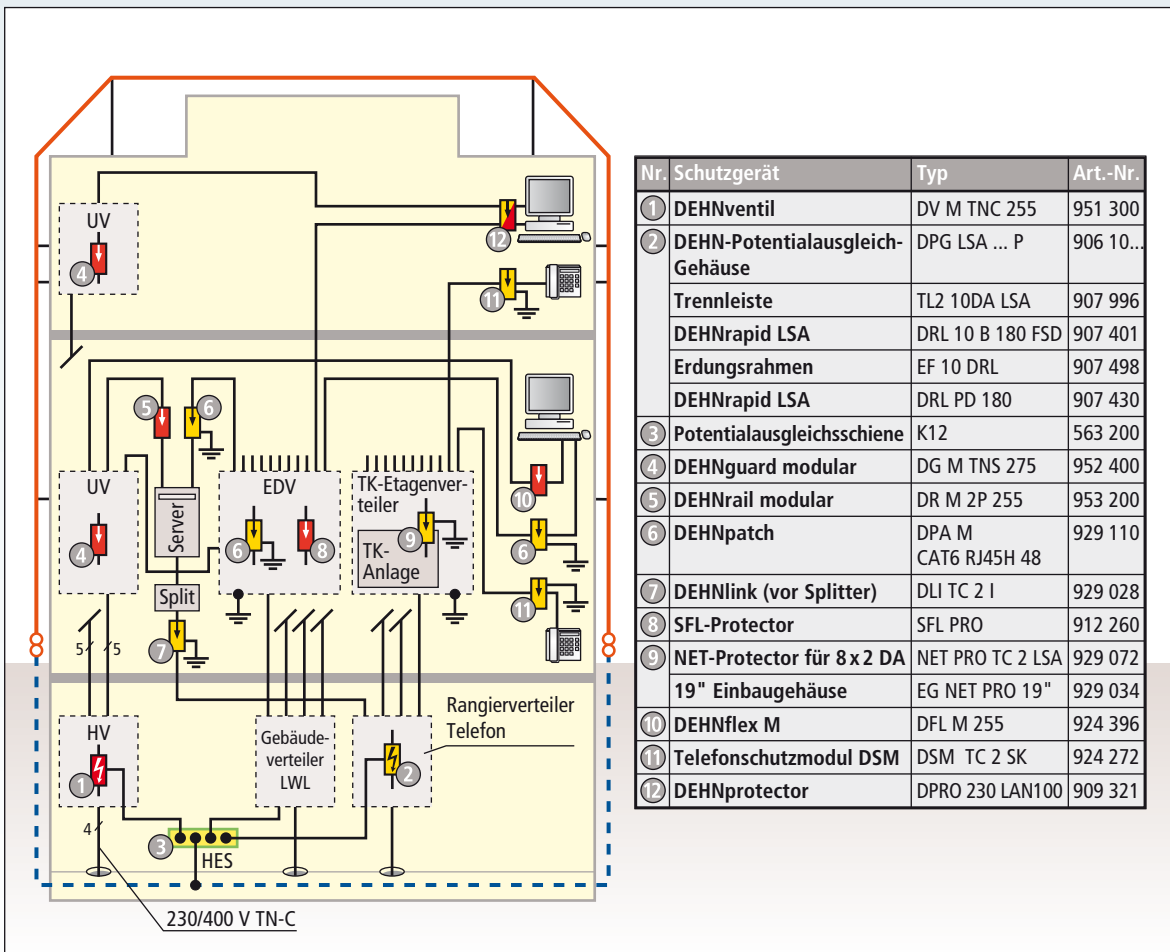 UV
4
12
11
5
6
UV
4
Server
Split
7
5
5
EDV
6
8
TK-Etagenver-
teiler
9
TK-
Anlage
10
6
11
HV
1
Gebäude-
verteiler
LWL
Rangierverteiler
Telefon
2
4
3
HES
230/400 V TN-C
Nr. Schutzgerät Typ Art.-Nr.
1 DEHNventil DV M TNC 255 951 300
2 DEHN-Potentialausgleich- DPG LSA ... P 906 10...
Gehäuse
Trennleiste TL2 10DA LSA 907 996
DEHNrapid LSA DRL 10 B 180 FSD 907 401
Erdungsrahmen EF 10 DRL 907 498
DEHNrapid LSA DRL PD 180 907 430
3 Potentialausgleichsschiene K12 563 200
4 DEHNguard modular DG M TNS 275 952 400
5 DEHNrail modular DR M 2P 255 953 200
6 DEHNpatch DPA M 929 110
CAT6 RJ45H 48
7 DEHNlink (vor Splitter) DLI TC 2 I 929 028
8 SFL-Protector SFL PRO 912 260
9 NET-Protector für 8 x 2 DA NET PRO TC 2 LSA 929 072
19" Einbaugehäuse EG NET PRO 19" 929 034
10 DEHNflex M DFL M 255 924 396
11 Telefonschutzmodul DSM DSM TC 2 SK 924 272
12 DEHNprotector DPRO 230 LAN100 909 321